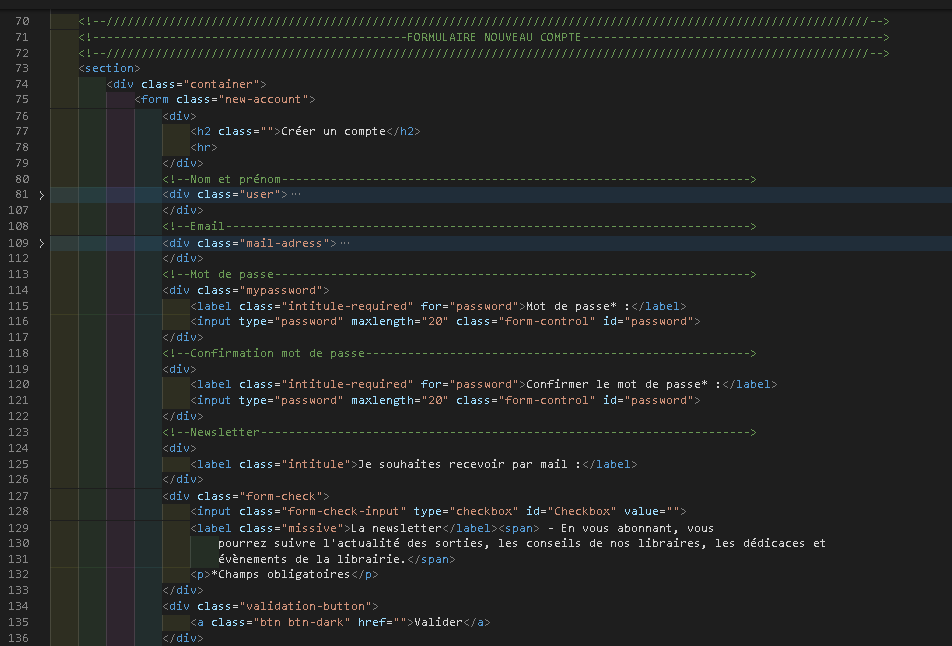 70 <!--/////////////////////////////////////////////////////////////////////////////////////////////////////////////-->
71 <!---------------------------------------------FORMULAIRE NOUVEAU COMPTE------------------------------------------->
72 <!--/////////////////////////////////////////////////////////////////////////////////////////////////////////////-->
73 <section>
74 <div class="container">
75 <form class="new-account">
76 <div>
77 <h2 class="">Créer un compte</h2>
78 <hr>
79 </div>
80 <!--Nom et prénom------------------------------------------------------------------->
81 <div class="user">⋯
107 </div>
108 <!--Email--------------------------------------------------------------------------->
109 <div class="mail-adress">⋯
112 </div>
113 <!--Mot de passe-------------------------------------------------------------------->
114 <div class="mypassword">
115 <label class="intitule-required" for="password">Mot de passe* :</label>
116 <input type="password" maxlength="20" class="form-control" id="password">
117 </div>
118 <!--Confirmation mot de passe------------------------------------------------------->
119 <div>
120 <label class="intitule-required" for="password">Confirmer le mot de passe* :</label>
121 <input type="password" maxlength="20" class="form-control" id="password">
122 </div>
123 <!--Newsletter---------------------------------------------------------------------->
124 <div>
125 <label class="intitule">Je souhaites recevoir par mail :</label>
126 </div>
127 <div class="form-check">
128 <input class="form-check-input" type="checkbox" id="Checkbox" value="">
129 <label class="missive">La newsletter</label><span> - En vous abonnant, vous
130 pourrez suivre l'actualité des sorties, les conseils de nos libraires, les dédicaces et
131 évènements de la librairie.</span>
132 <p>*Champs obligatoires</p>
133 </div>
134 <div class="validation-button">
135 <a class="btn btn-dark" href="">Valider</a>
136 </div>